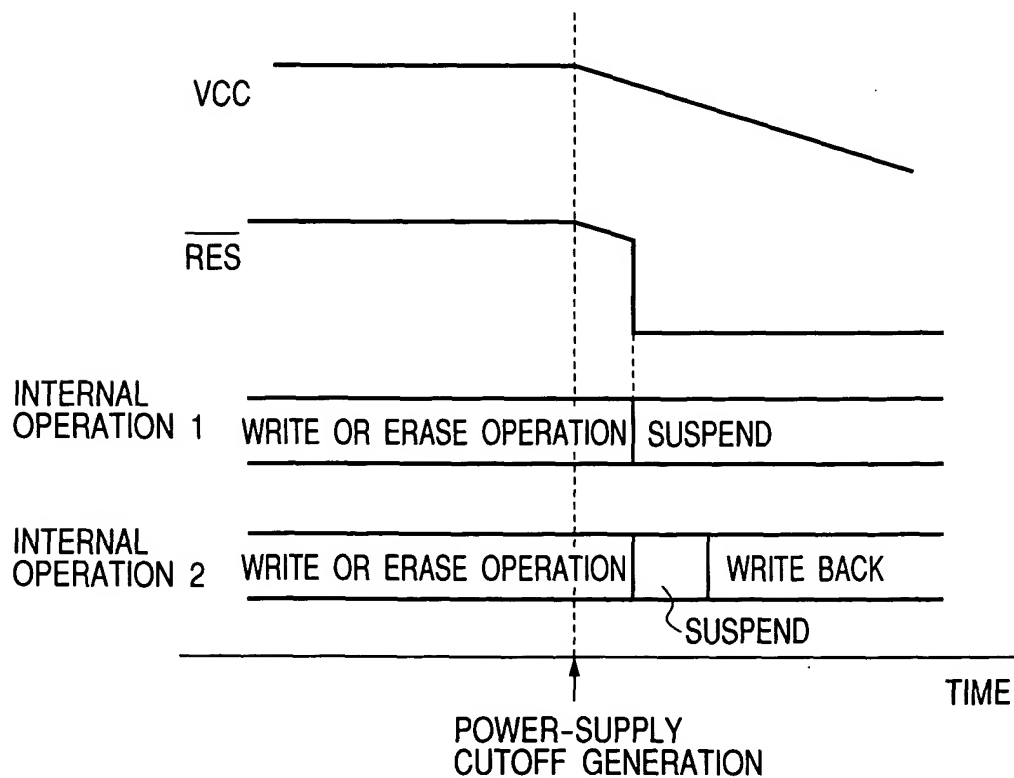 VCC
RES
INTERNAL
OPERATION 1
WRITE OR ERASE OPERATION
SUSPEND
INTERNAL
OPERATION 2
WRITE OR ERASE OPERATION
WRITE BACK
SUSPEND
TIME
POWER-SUPPLY
CUTOFF GENERATION